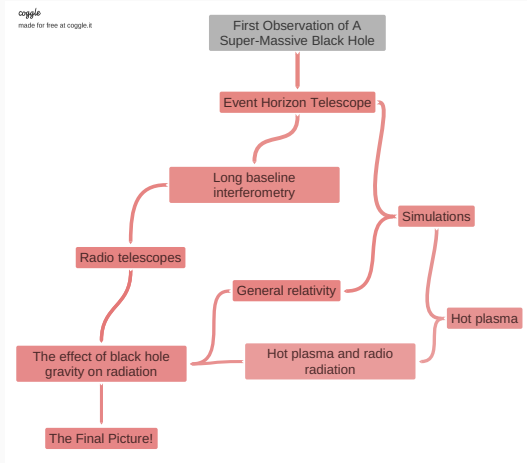 coggle
made for free at coggle.it
First Observation of A
Super-Massive Black Hole
Event Horizon Telescope
Long baseline
interferometry
Simulations
Radio telescopes
General relativity
Hot plasma
The effect of black hole
gravity on radiation
Hot plasma and radio
radiation
The Final Picture!